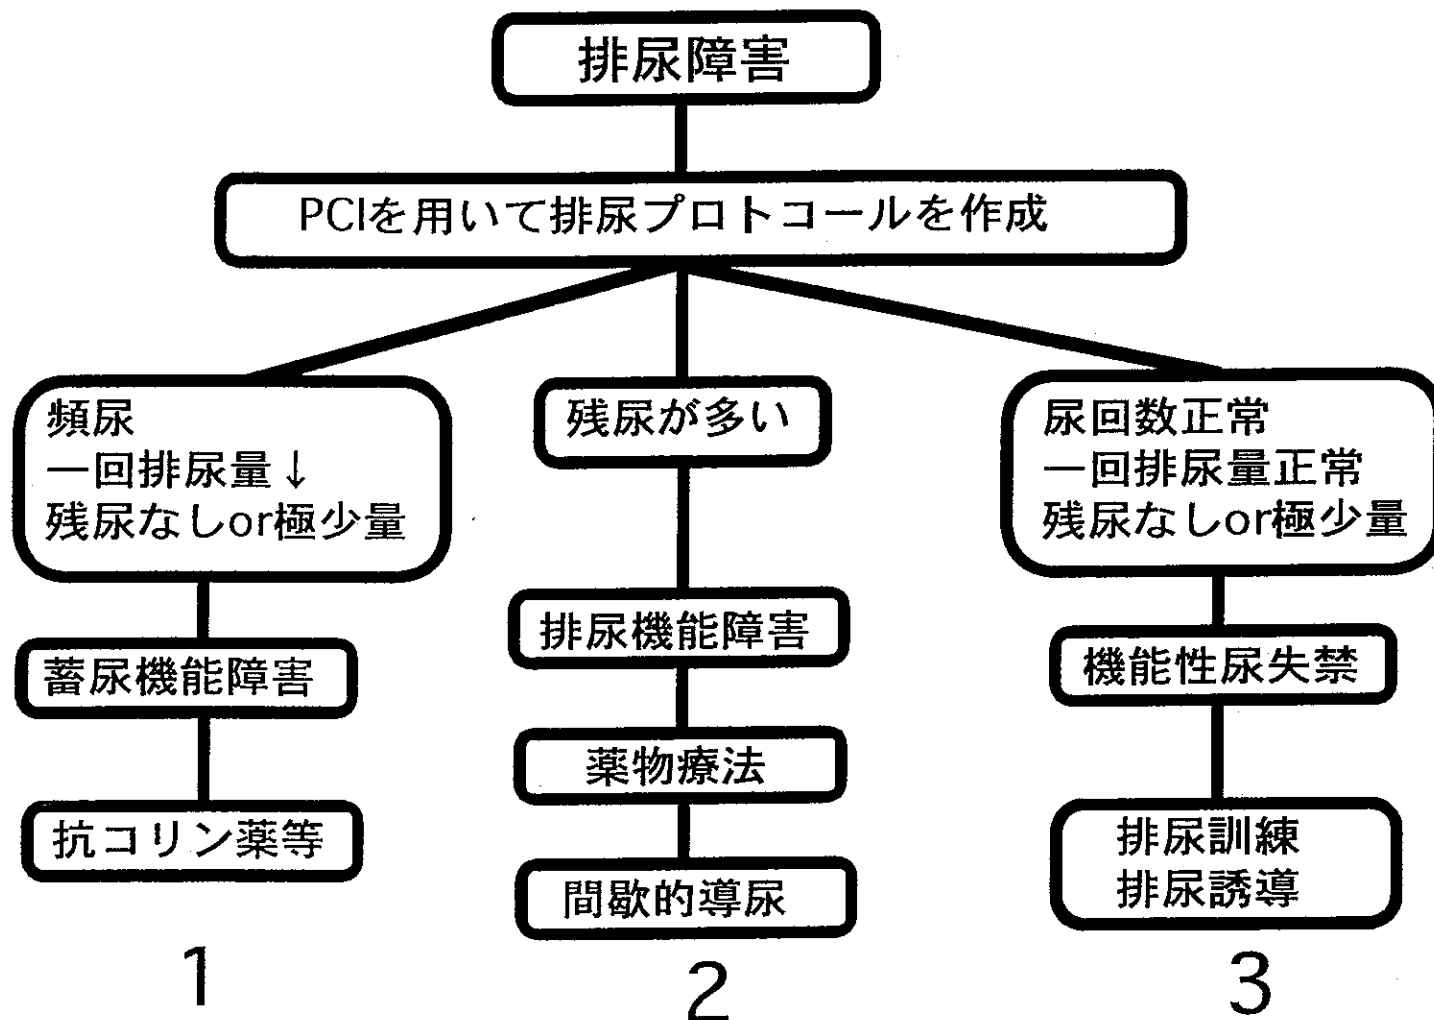 排尿障害
PCIを用いて排尿プロトコールを作成
頻尿
一回排尿量↓
残尿なしor極少量
蓄尿機能障害
抗コリン薬等
1
残尿が多い
排尿機能障害
薬物療法
間歇的導尿
2
尿回数正常
一回排尿量正常
残尿なしor極少量
機能性尿失禁
排尿訓練
排尿誘導
3